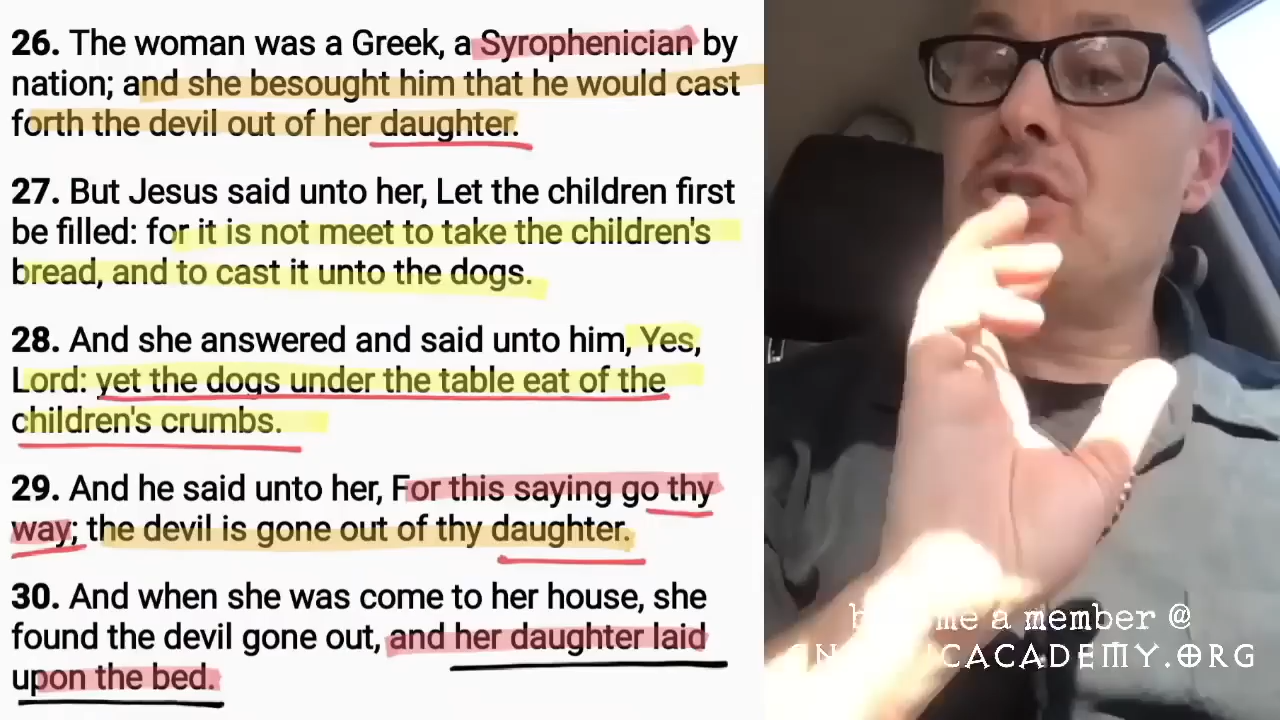 26. The woman was a Greek, a Syrophenician by
nation; and she besought him that he would cast
forth the devil out of her daughter.
27. But Jesus said unto her, Let the children first
be filled: for it is not meet to take the children's
bread, and to cast it unto the dogs.
28. And she answered and said unto him, Yes,
Lord: yet the dogs under the table eat of the
children's crumbs.
29. And he said unto her, For this saying go thy
way; the devil is gone out of thy daughter.
30. And when she was come to her house, she
found the devil gone out, and her daughter laid
upon the bed.
me a member @